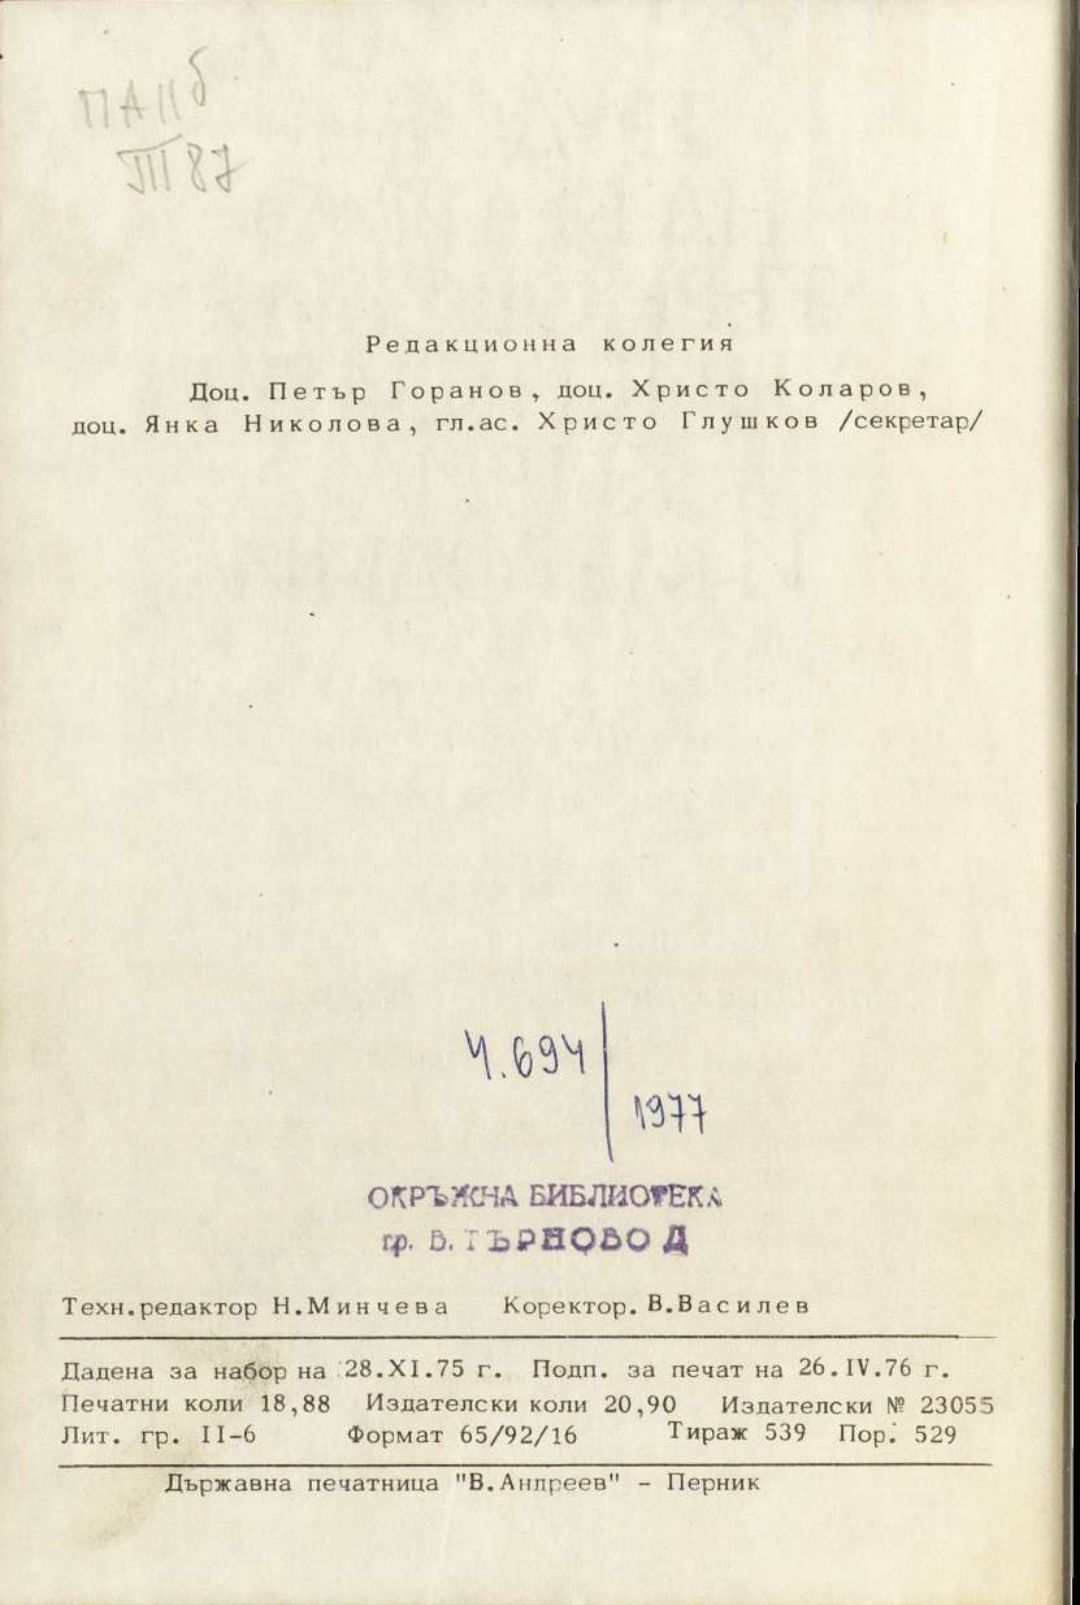 ПАНб
III 87
Редакционна колегия
Доц. Петър Горанов, доц. Христо Коларов,
доц. Янка Николова, гл.ас. Христо Глушков /секретар/
4.694/
1977
ОКРЪЖНА БИБЛИОТЕКА
гр. В. ТЪРНОВО Д
Техн.редактор Н.Минчева Коректор. В.Василев
Дадена за набор на 28.XI.75 г. Подп. за печат на 26.IV.76 г.
Печатни коли 18,88 Издателски коли 20,90 Издателски № 23055
Лит. гр. II-6 Формат 65/92/16 Тираж 539 Пор. 529
Държавна печатница "В.Андреев" - Перник